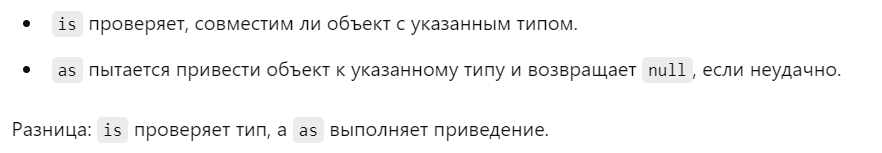 is проверяет, совместим ли объект с указанным типом.
as пытается привести объект к указанному типу и возвращает null, если неудачно.
Разница: is проверяет тип, а as выполняет приведение.